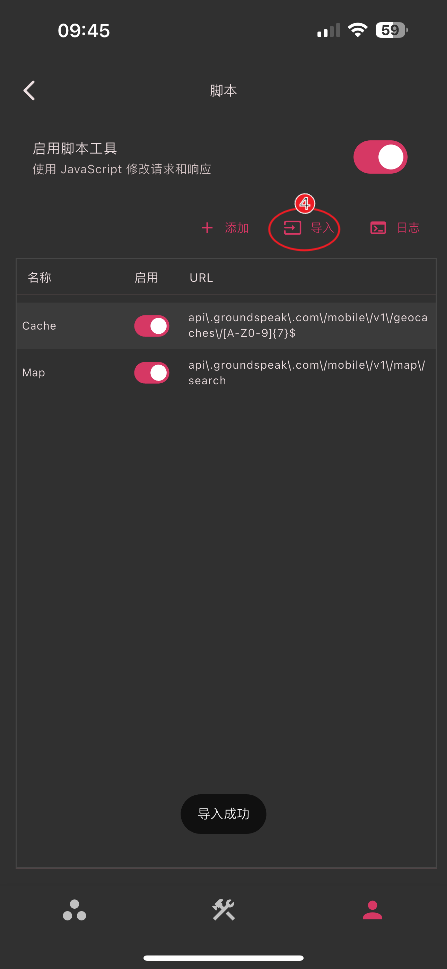 09:45
59
脚本
启用脚本工具
使用 JavaScript 修改请求和响应
4
+ 添加 导入 日志
名称 启用 URL
Cache api\.groundspeak\.com\/mobile\/v1\/geoca
ches\/[A-Z0-9]{7}$
Map api\.groundspeak\.com\/mobile\/v1\/map\/
search
导入成功